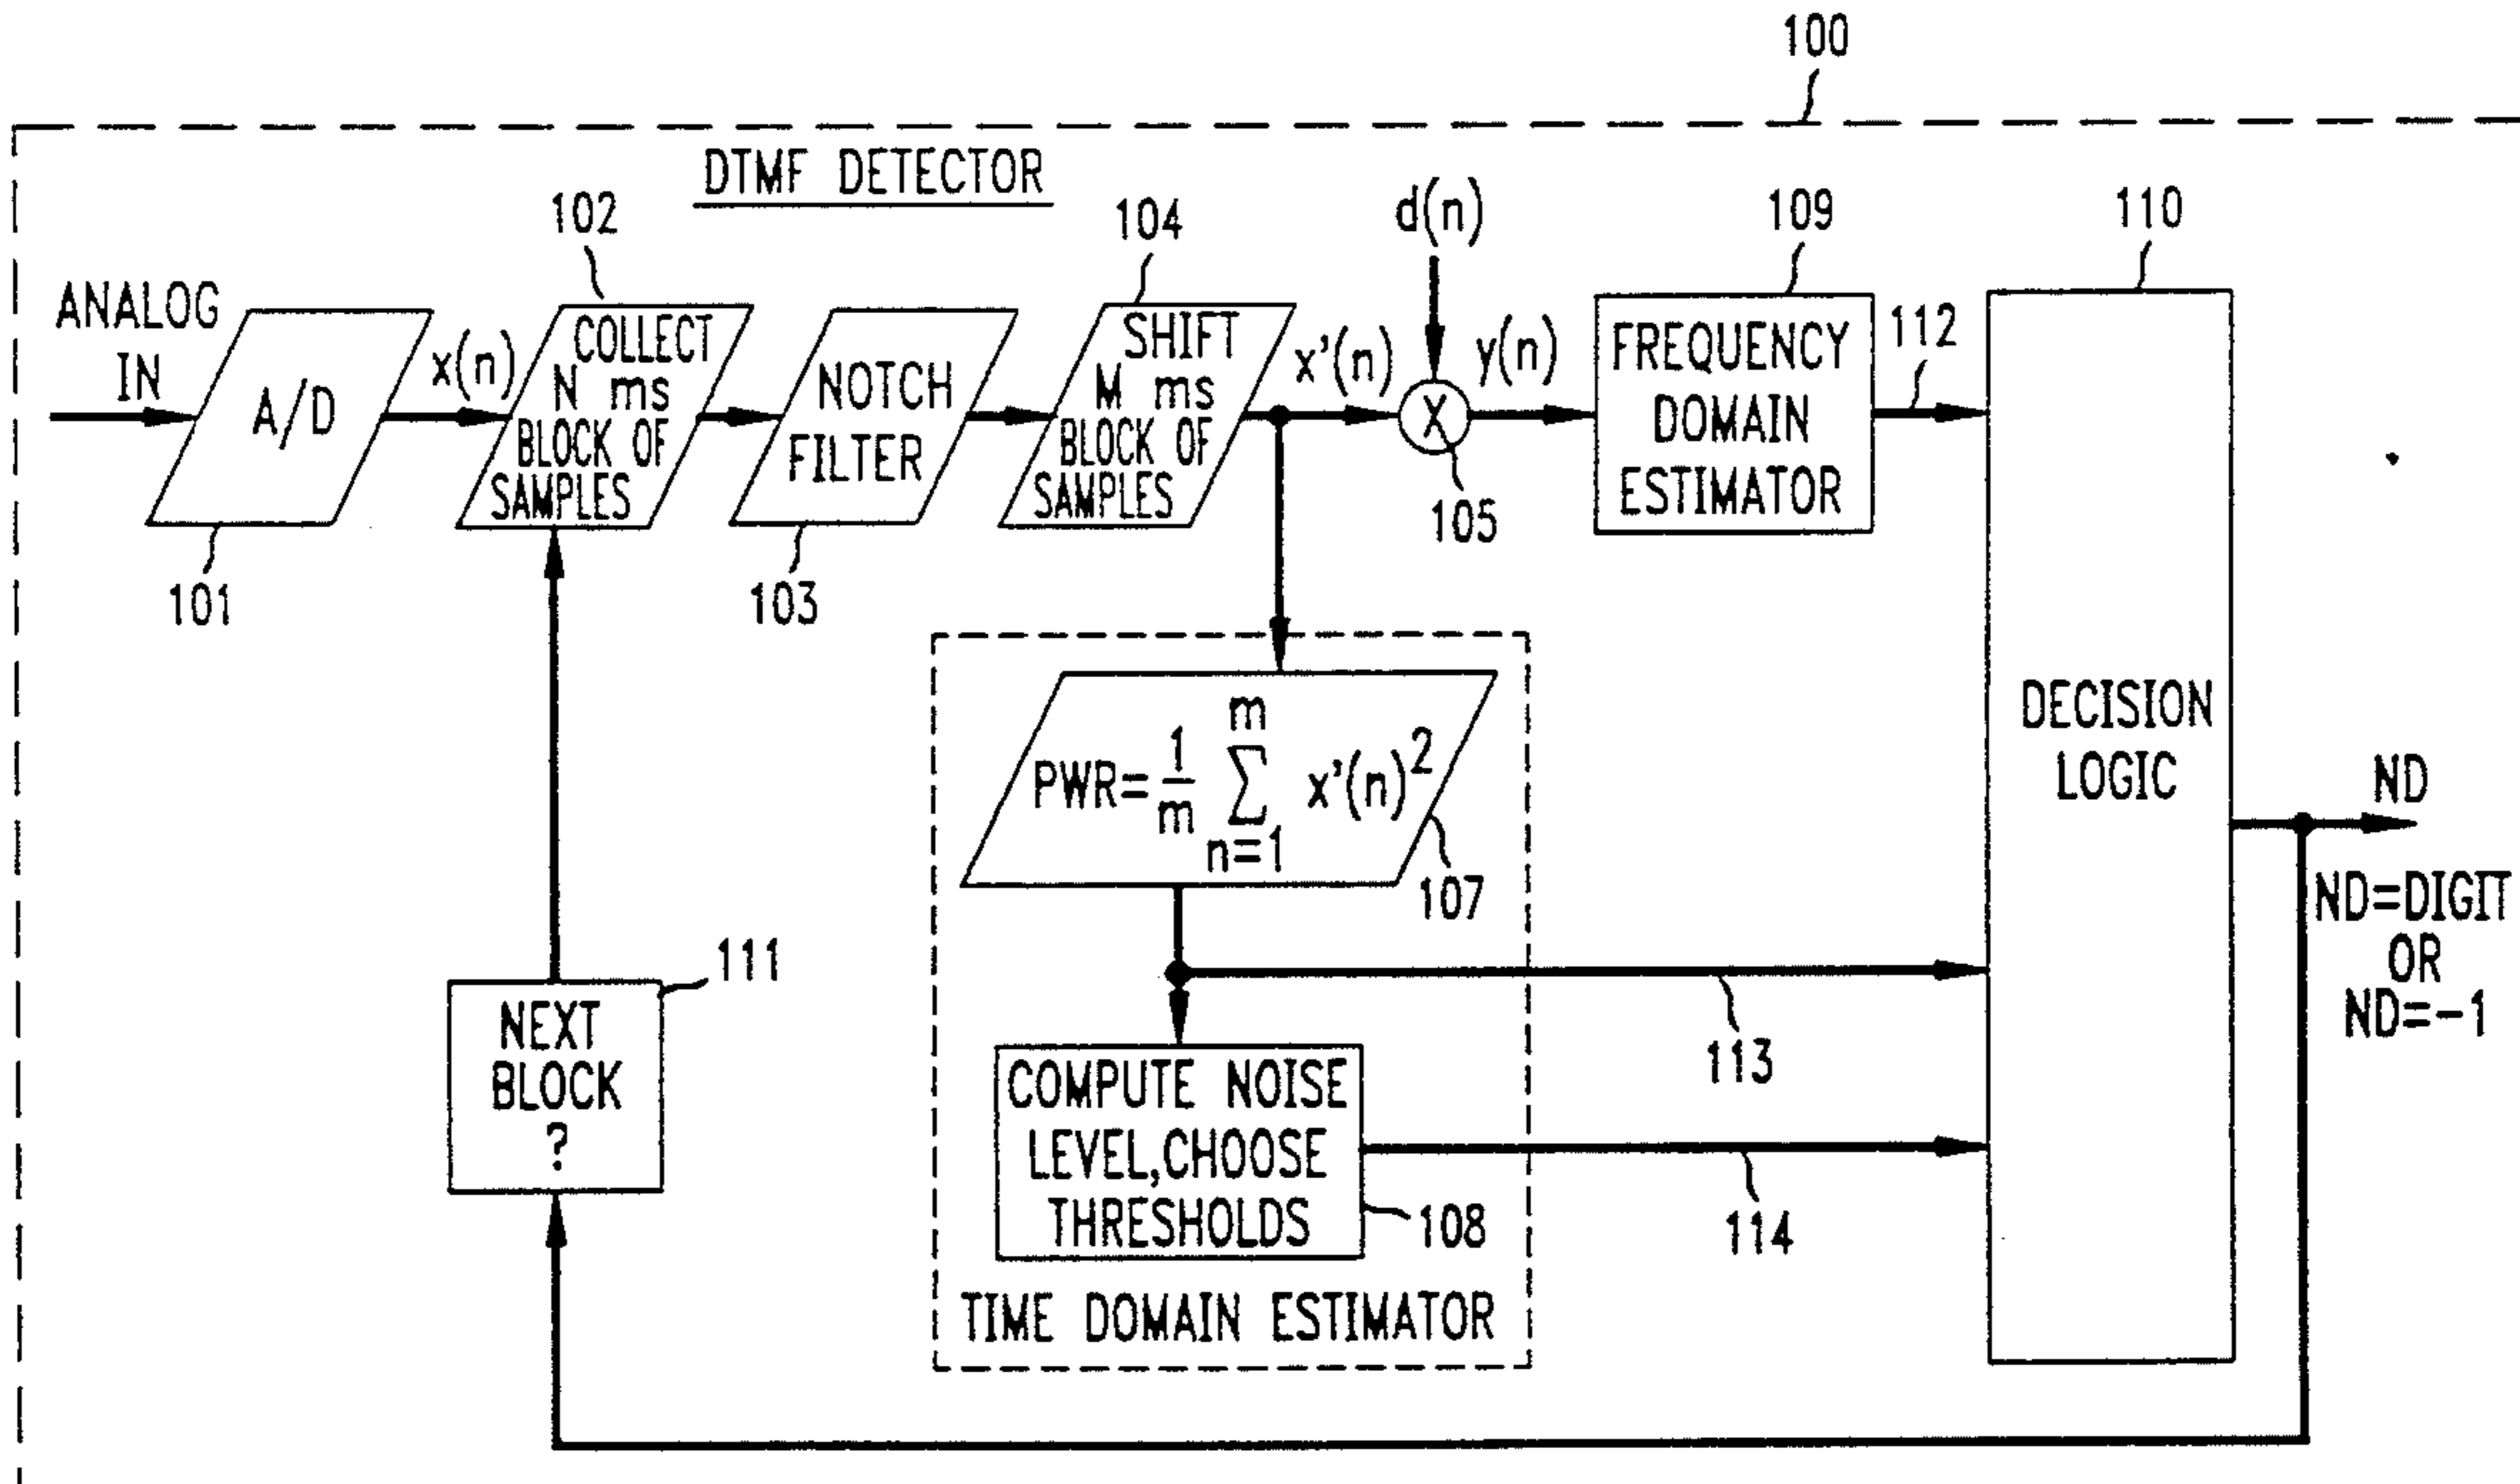 100
DTMF DETECTOR
102
104
d(n)
109
110
ANALOG
IN
A/D
x(n)
COLLECT
N ms
BLOCK OF
SAMPLES
NOTCH
FILTER
SHIFT
M ms
BLOCK OF
SAMPLES
x'(n)
X
y(n)
FREQUENCY
DOMAIN
ESTIMATOR
112
101
103
105
PWR = 1/m m Σ n=1 x'(n)2
107
DECISION
LOGIC
ND
ND=DIGIT
OR
ND=-1
111
NEXT
BLOCK
?
113
COMPUTE NOISE
LEVEL,CHOOSE
THRESHOLDS
108
114
TIME DOMAIN ESTIMATOR